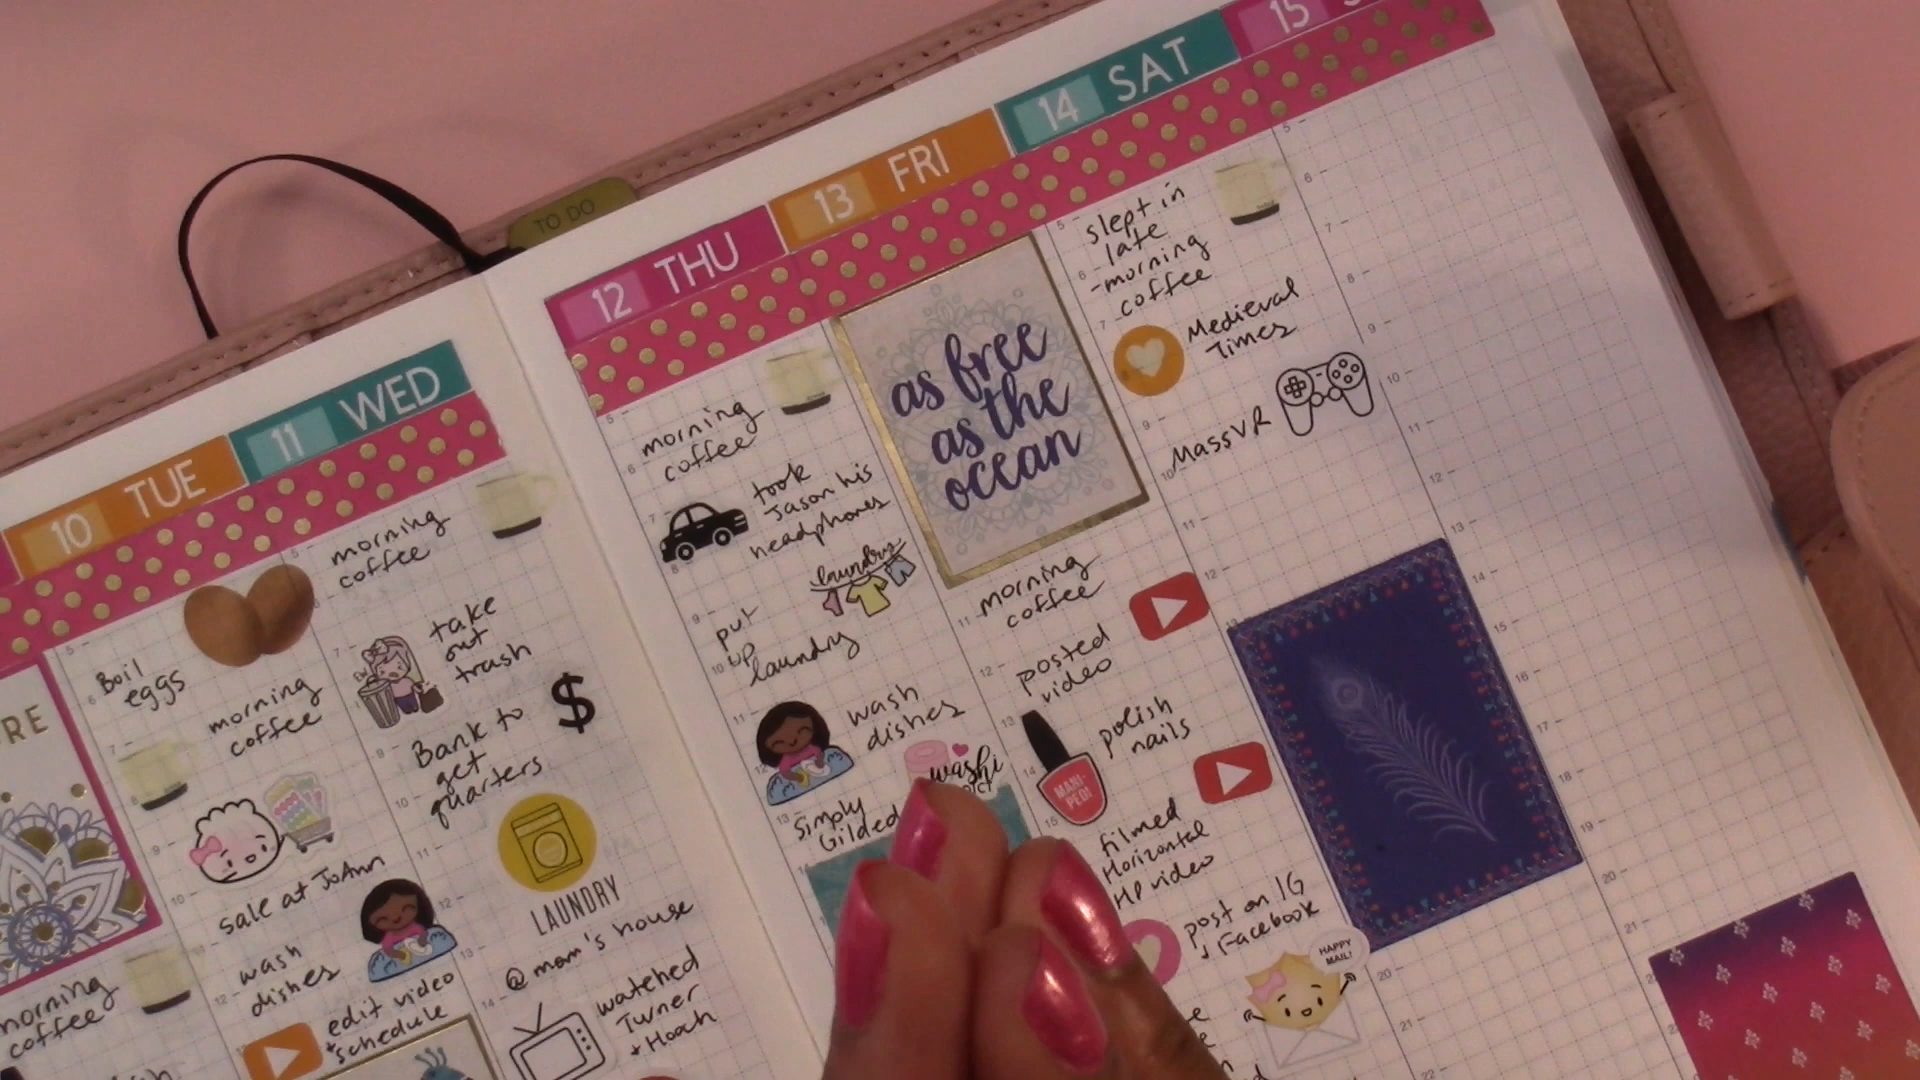 TO DO
10 TUE
11 WED
12 THU
13 FRI
14 SAT
15
RE
morning
coffee
Boil
eggs
morning
coffee
sale at JoAnn
wash
dishes
edit video
+ schedule
morning
coffee
take
out
trash
Bank to
get
quarters
$
LAUNDRY
@ mom's house
watched
Turner
+ Hooch
morning
coffee
took
Jason his
headphones
laundry
put
up
laundry
wash
dishes
washi
Simply
Gilded
as free
as the
ocean
morning
coffee
posted
video
polish
nails
MANI-
PEDI
filmed
Horizontal
HP video
post on IG
+ Facebook
HAPPY
MAIL!
slept in
late
-morning
coffee
Medieval
Times
MassVR